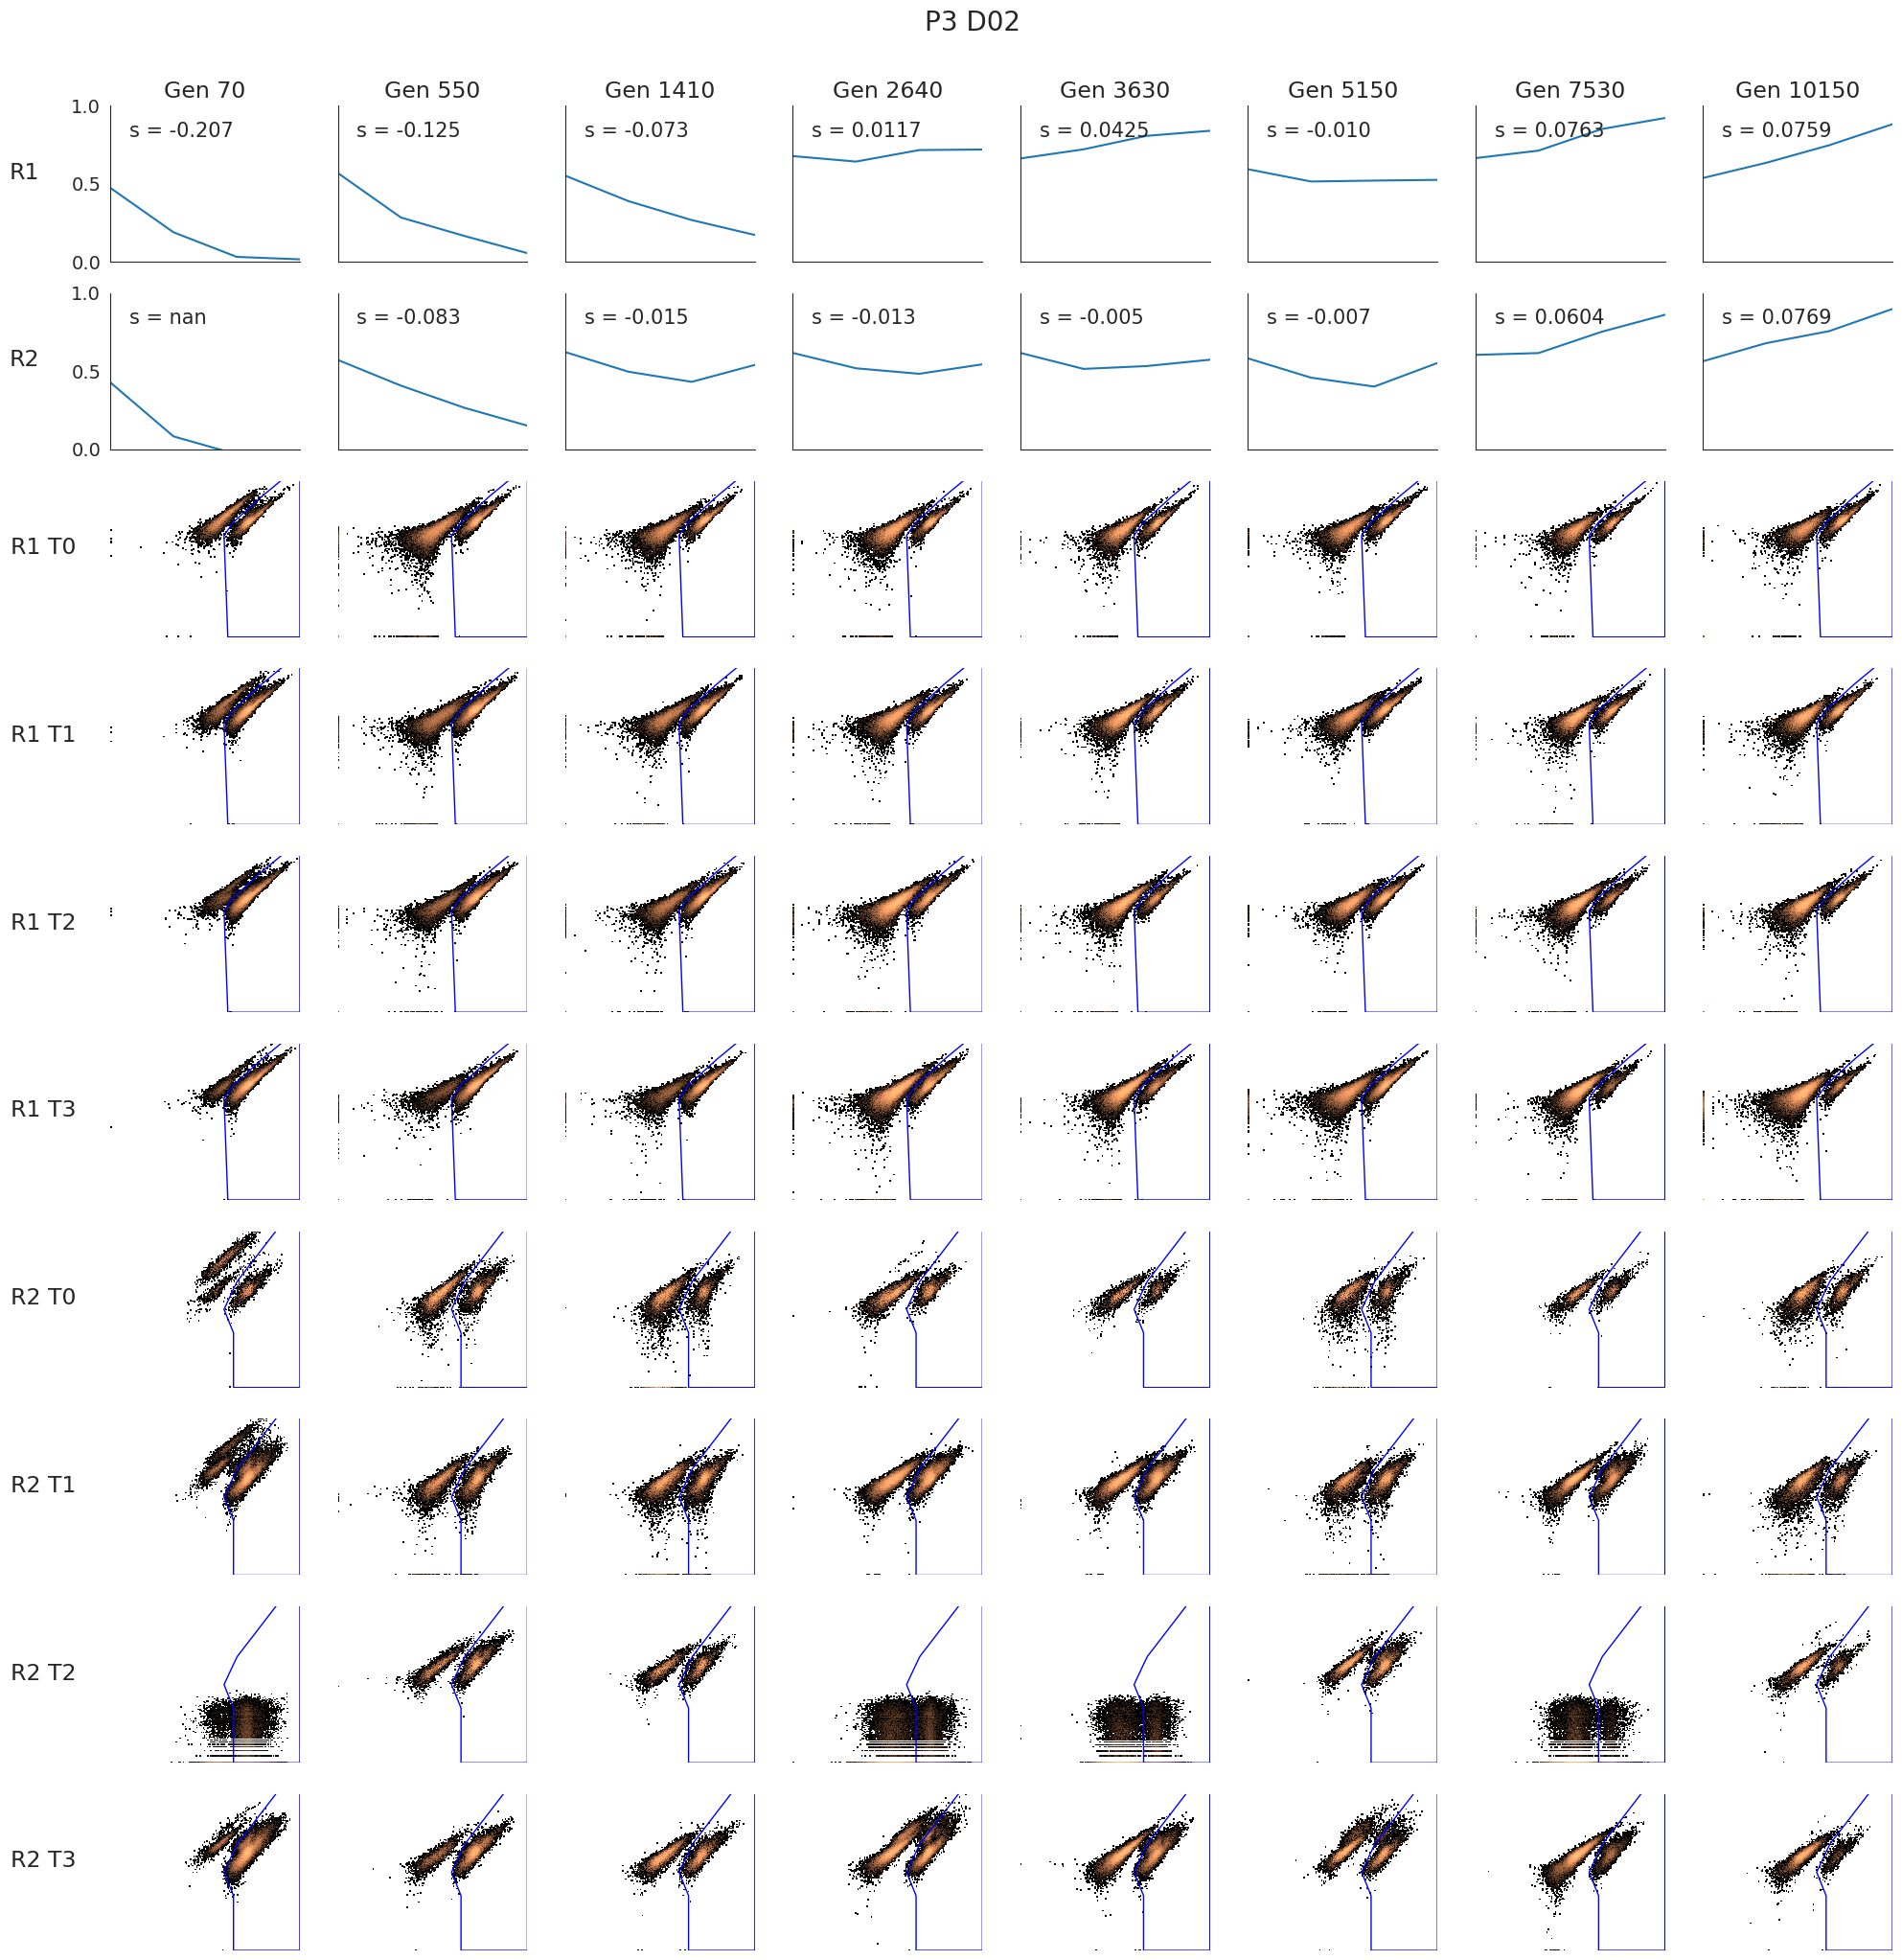 P3 D02
Gen 70 Gen 550 Gen 1410 Gen 2640 Gen 3630 Gen 5150 Gen 7530 Gen 10150
1.0
s = -0.207 s = -0.125 s = -0.073 s = 0.0117 s = 0.0425 s = -0.010 s = 0.0763 s = 0.0759
R1
0.5
0.0
1.0
s = nan s = -0.083 s = -0.015 s = -0.013 s = -0.005 s = -0.007 s = 0.0604 s = 0.0769
R2
0.5
0.0
R1 T0
R1 T1
R1 T2
R1 T3
R2 T0
R2 T1
R2 T2
R2 T3